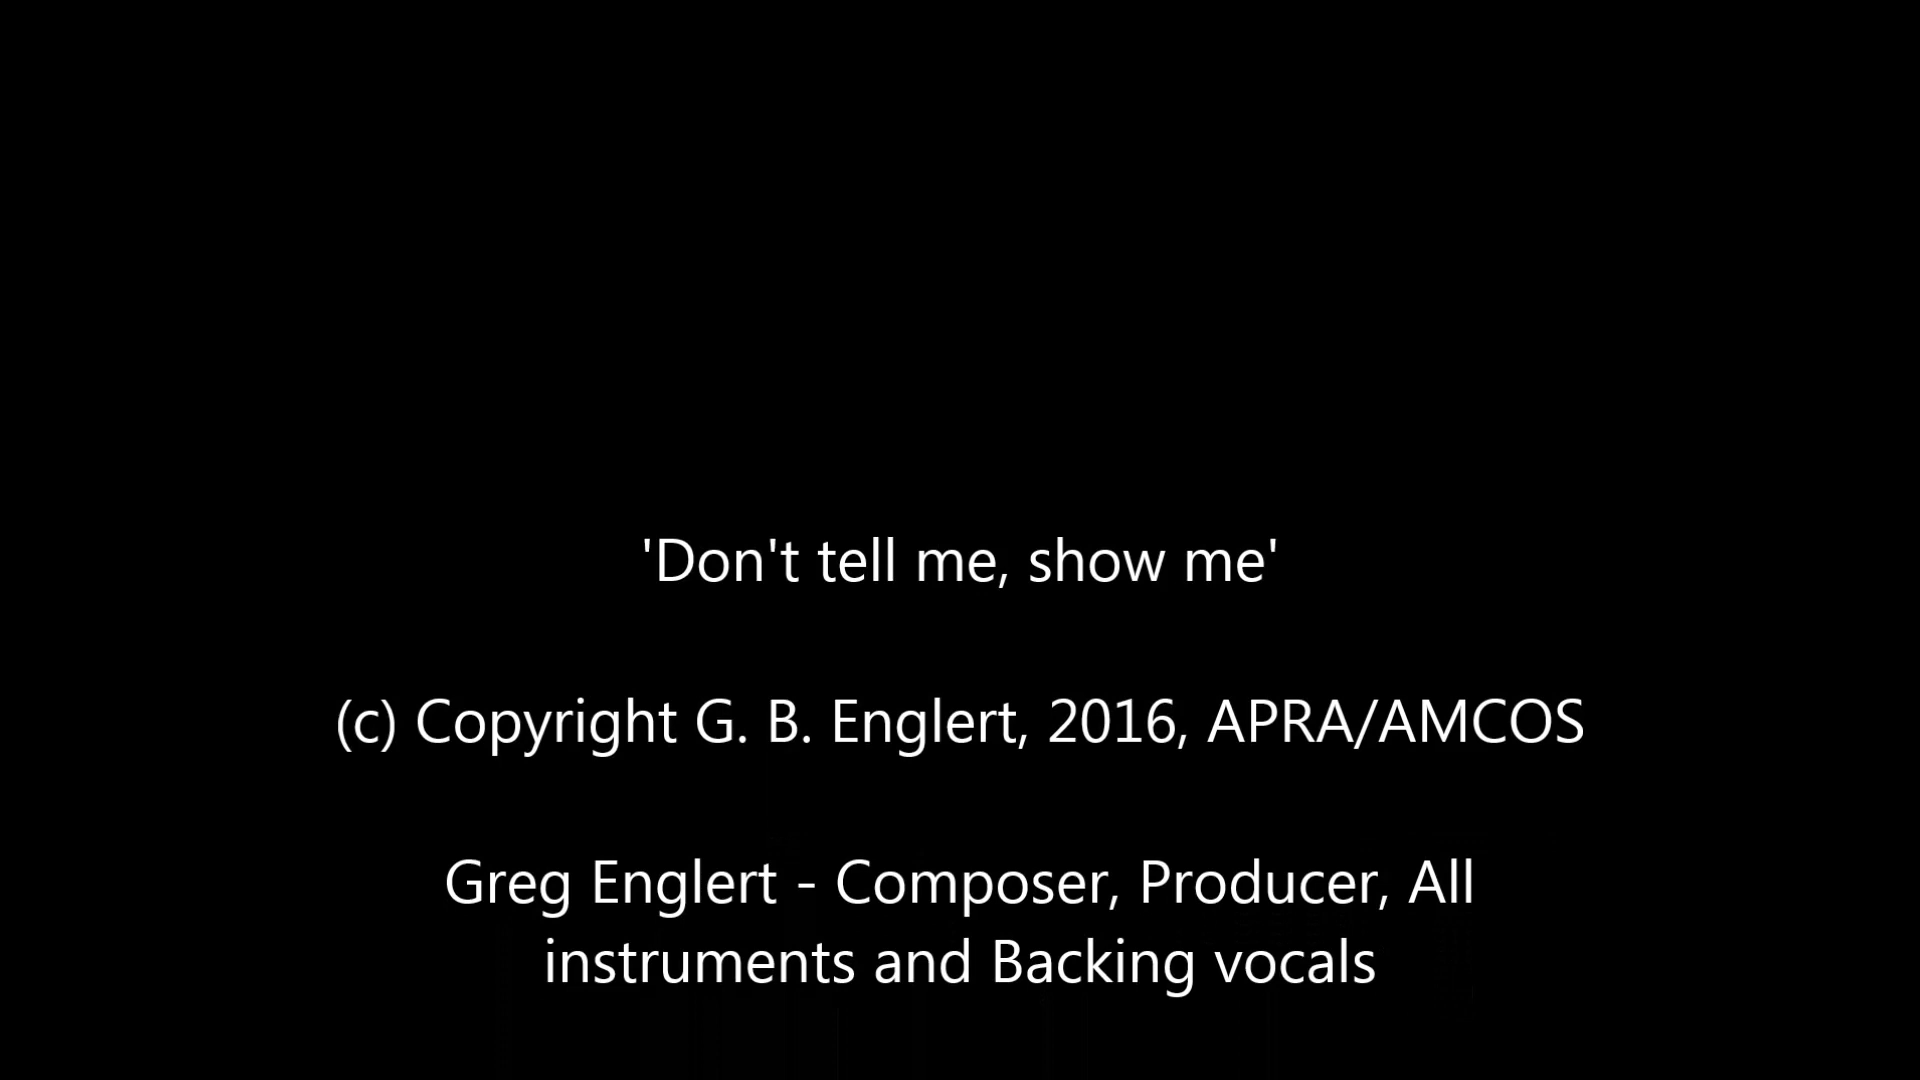 'Don't tell me, show me'
(c) Copyright G. B. Englert, 2016, APRA/AMCOS
Greg Englert - Composer, Producer, All
instruments and Backing vocals